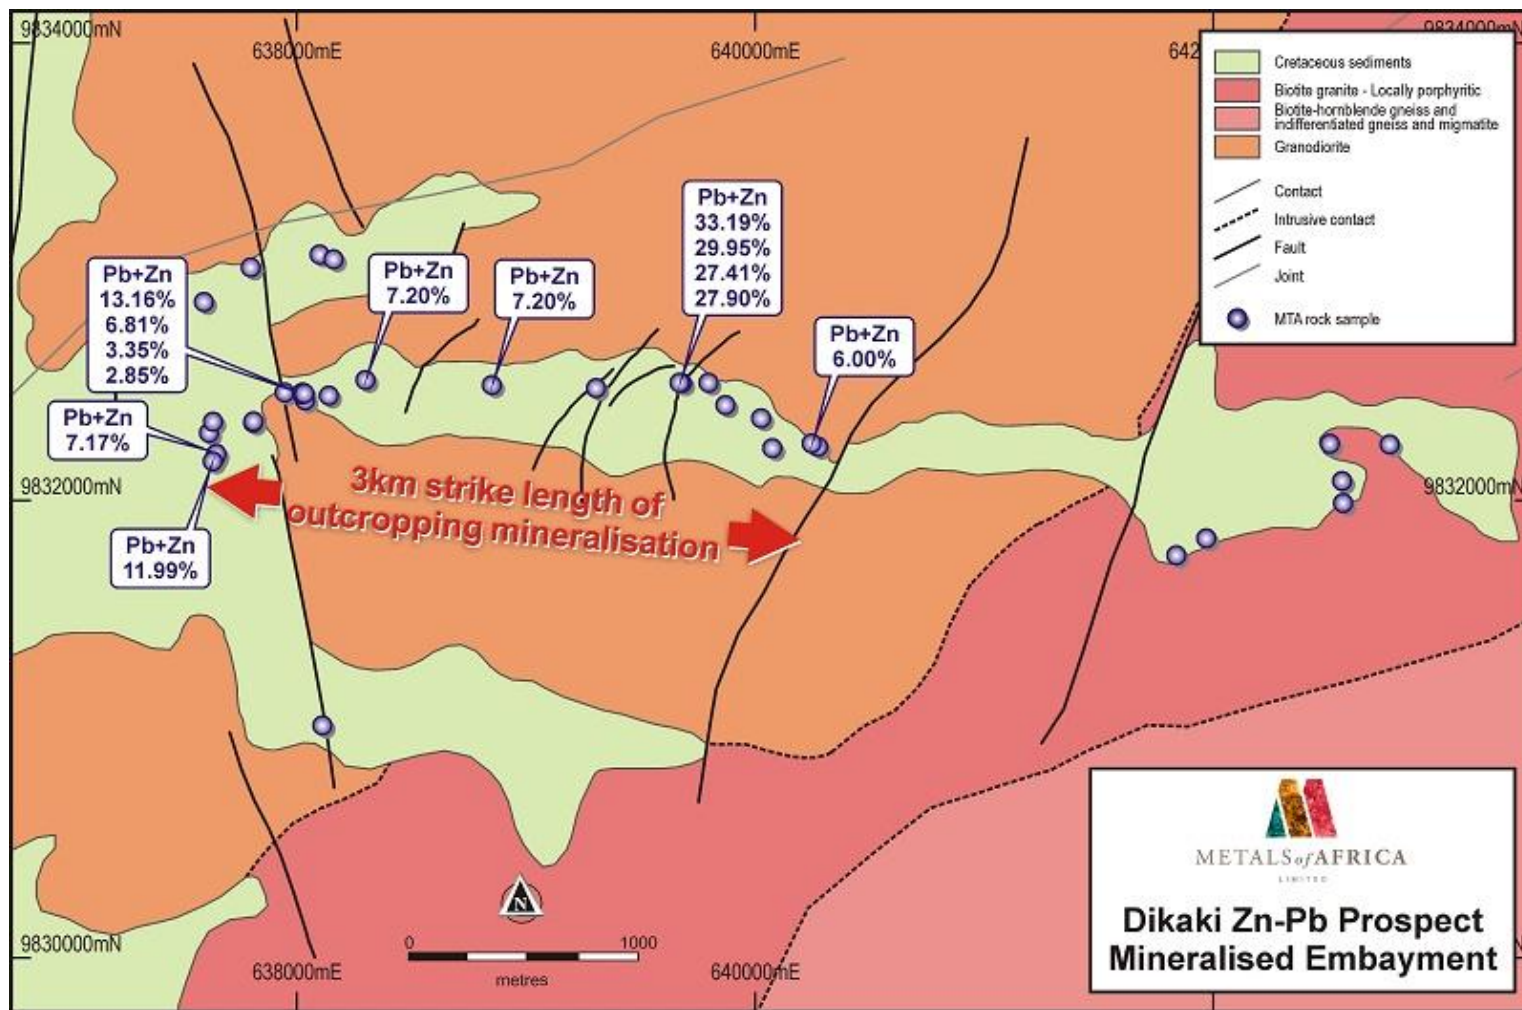 9834000mN
638000mE
640000mE
642
9834000mN
Cretaceous sediments
Biotite granite - Locally porphyritic
Biotite-hornblende gneiss and
indifferentiated gneiss and migmatite
Granodiorite
Contact
Intrusive contact
Fault
Joint
MTA rock sample
Pb+Zn
13.16%
6.81%
3.35%
2.85%
Pb+Zn
7.20%
Pb+Zn
7.20%
Pb+Zn
33.19%
29.95%
27.41%
27.90%
Pb+Zn
6.00%
Pb+Zn
7.17%
Pb+Zn
11.99%
9832000mN
3km strike length of
outcropping mineralisation
9832000mN
9830000mN
638000mE
N
0 1000
metres
640000mE
METALS of AFRICA
LIMITED
Dikaki Zn-Pb Prospect
Mineralised Embayment